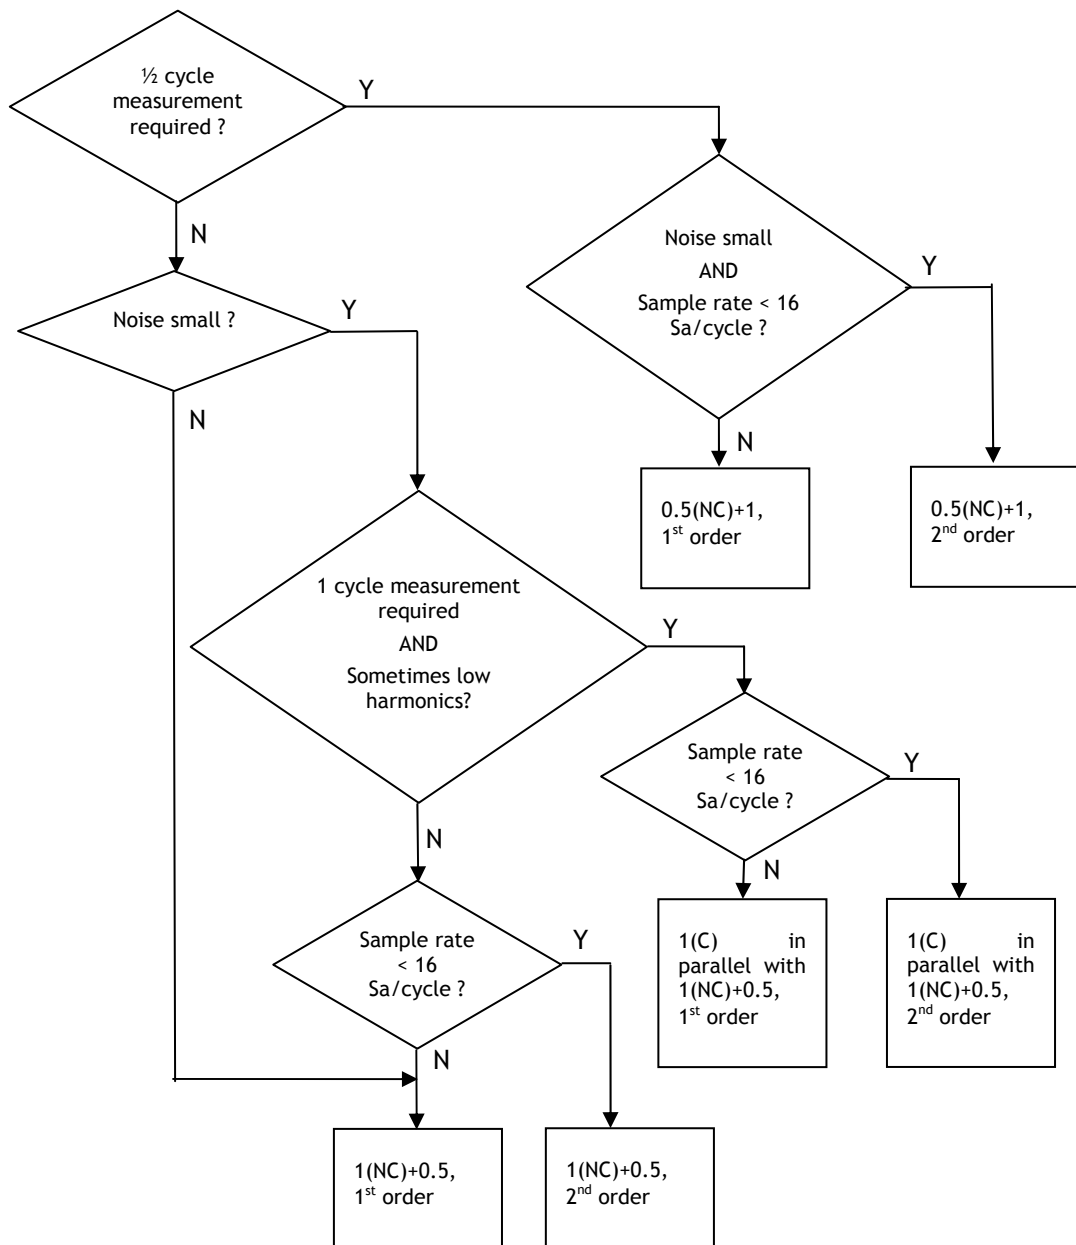 ½ cycle
measurement
required ?
Y
N
Noise small
AND
Sample rate < 16
Sa/cycle ?
Y
N
Noise small ?
Y
N
0.5(NC)+1,
1st order
0.5(NC)+1,
2nd order
1 cycle measurement
required
AND
Sometimes low
harmonics?
Y
N
Sample rate
< 16
Sa/cycle ?
Y
N
Sample rate
< 16
Sa/cycle ?
Y
N
1(C) in
parallel with
1(NC)+0.5,
1st order
1(C) in
parallel with
1(NC)+0.5,
2nd order
1(NC)+0.5,
1st order
1(NC)+0.5,
2nd order